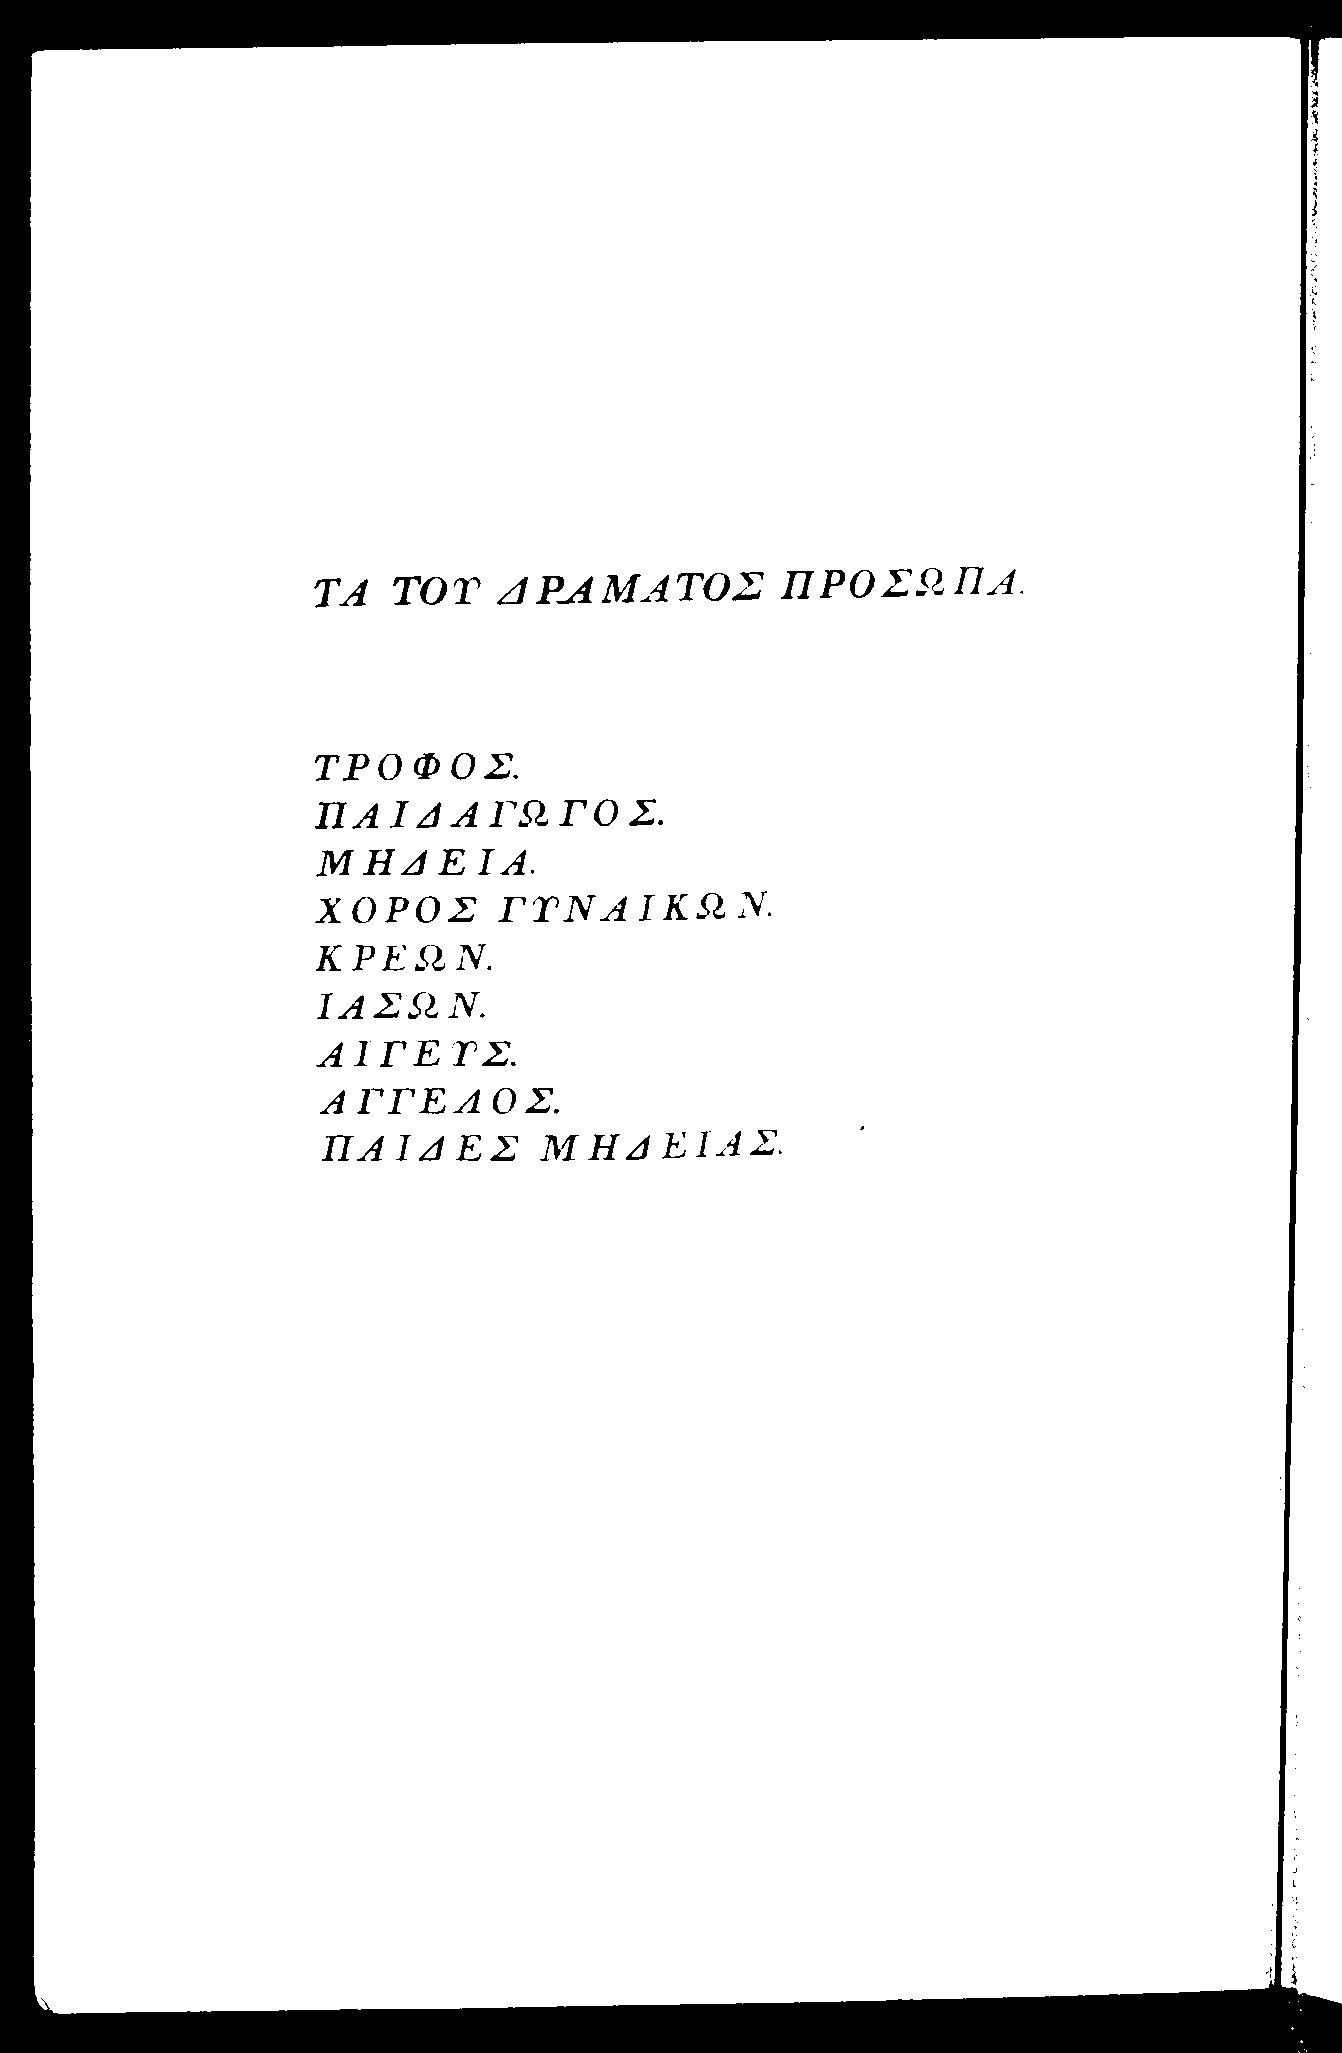 ΤΑ ΤΟΥ ΔΡΑΜΑΤΟΣ ΠΡΟΣΩΠΑ.
ΤΡΟΦΟΣ.
ΠΑΙΔΑΓΩΓΟΣ.
ΜΗΔΕΙΑ.
ΧΟΡΟΣ ΓΥΝΑΙΚΩΝ.
ΚΡΕΩΝ.
ΙΑΣΩΝ.
ΑΙΓΕΥΣ.
ΑΓΓΕΛΟΣ.
ΠΑΙΔΕΣ ΜΗΔΕΙΑΣ.